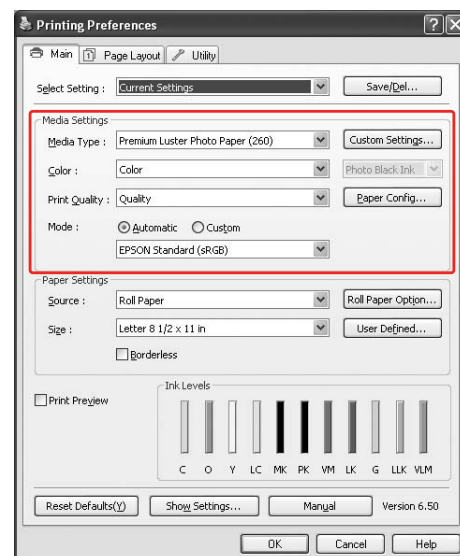 Printing Preferences
Main Page Layout Utility
Select Setting : Current Settings Save/Del...
Media Settings
Media Type : Premium Luster Photo Paper (260) Custom Settings...
Color : Color Photo Black Ink
Print Quality : Quality Paper Config...
Mode : Automatic Custom
EPSON Standard (sRGB)
Paper Settings
Source : Roll Paper Roll Paper Option...
Size : Letter 8 1/2 x 11 in User Defined...
Borderless
Print Preview
Ink Levels
C O Y LC MK PK VM LK G LLK VLM
Reset Defaults(Y) Show Settings... Manual Version 6.50
OK Cancel Help